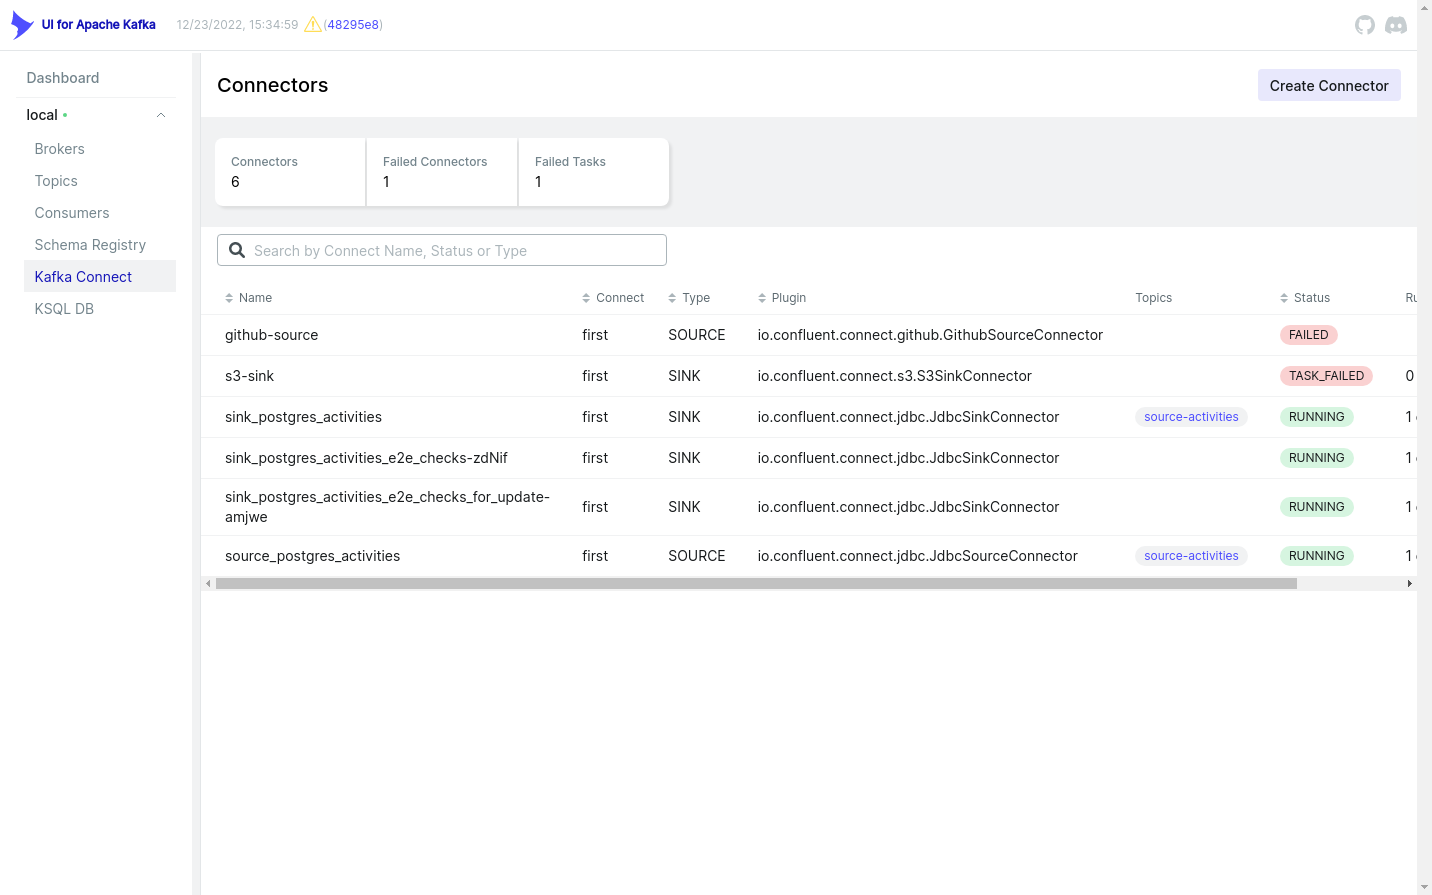 UI for Apache Kafka 12/23/2022, 15:34:59 (48295e8)
Dashboard
local
Brokers
Topics
Consumers
Schema Registry
Kafka Connect
KSQL DB
Connectors
Create Connector
Connectors Failed Connectors Failed Tasks
6 1 1
Search by Connect Name, Status or Type
Name Connect Type Plugin Topics Status
github-source first SOURCE io.confluent.connect.github.GithubSourceConnector FAILED
s3-sink first SINK io.confluent.connect.s3.S3SinkConnector TASK_FAILED 0
sink_postgres_activities first SINK io.confluent.connect.jdbc.JdbcSinkConnector source-activities RUNNING 1
sink_postgres_activities_e2e_checks-zdNif first SINK io.confluent.connect.jdbc.JdbcSinkConnector RUNNING 1
sink_postgres_activities_e2e_checks_for_update-
amjwe first SINK io.confluent.connect.jdbc.JdbcSinkConnector RUNNING 1
source_postgres_activities first SOURCE io.confluent.connect.jdbc.JdbcSourceConnector source-activities RUNNING 1